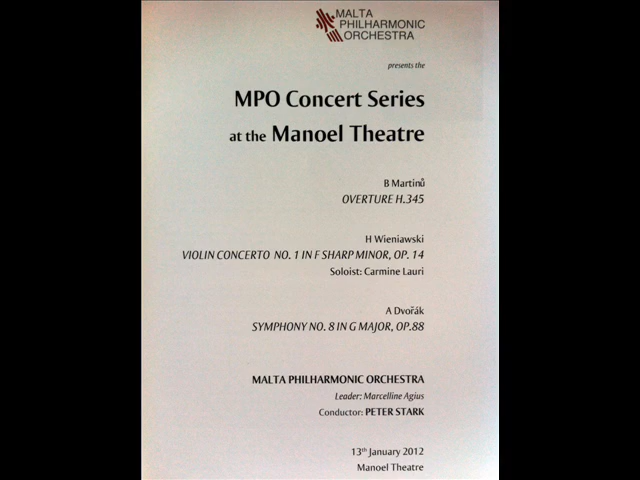 MALTA
PHILHARMONIC
ORCHESTRA
presents the
MPO Concert Series
at the Manoel Theatre
B Martinů
OVERTURE H.345
H Wieniawski
VIOLIN CONCERTO NO. 1 IN F SHARP MINOR, OP. 14
Soloist: Carmine Lauri
A Dvořák
SYMPHONY NO. 8 IN G MAJOR, OP.88
MALTA PHILHARMONIC ORCHESTRA
Leader: Marcelline Agius
Conductor: PETER STARK
13th January 2012
Manoel Theatre